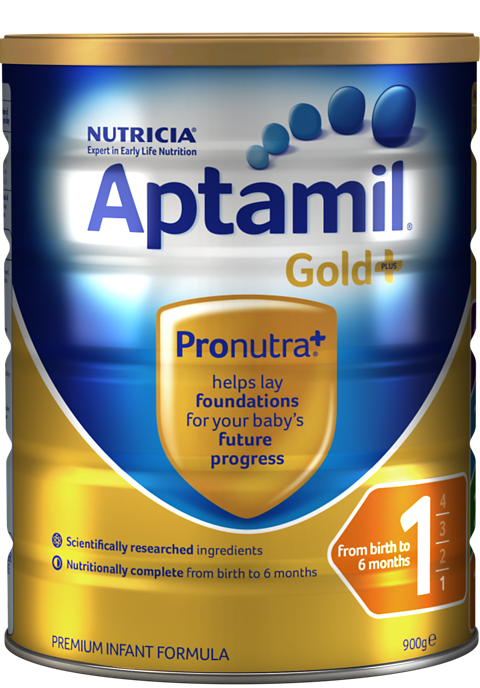 NUTRICIA®
Expert in Early Life Nutrition
Aptamil®
Gold+
PLUS
Pronutra+®
helps lay
foundations
for your baby's
future
progress
Scientifically researched ingredients
Nutritionally complete from birth to 6 months
from birth to
6 months
1
4
3
2
1
PREMIUM INFANT FORMULA
900g℮